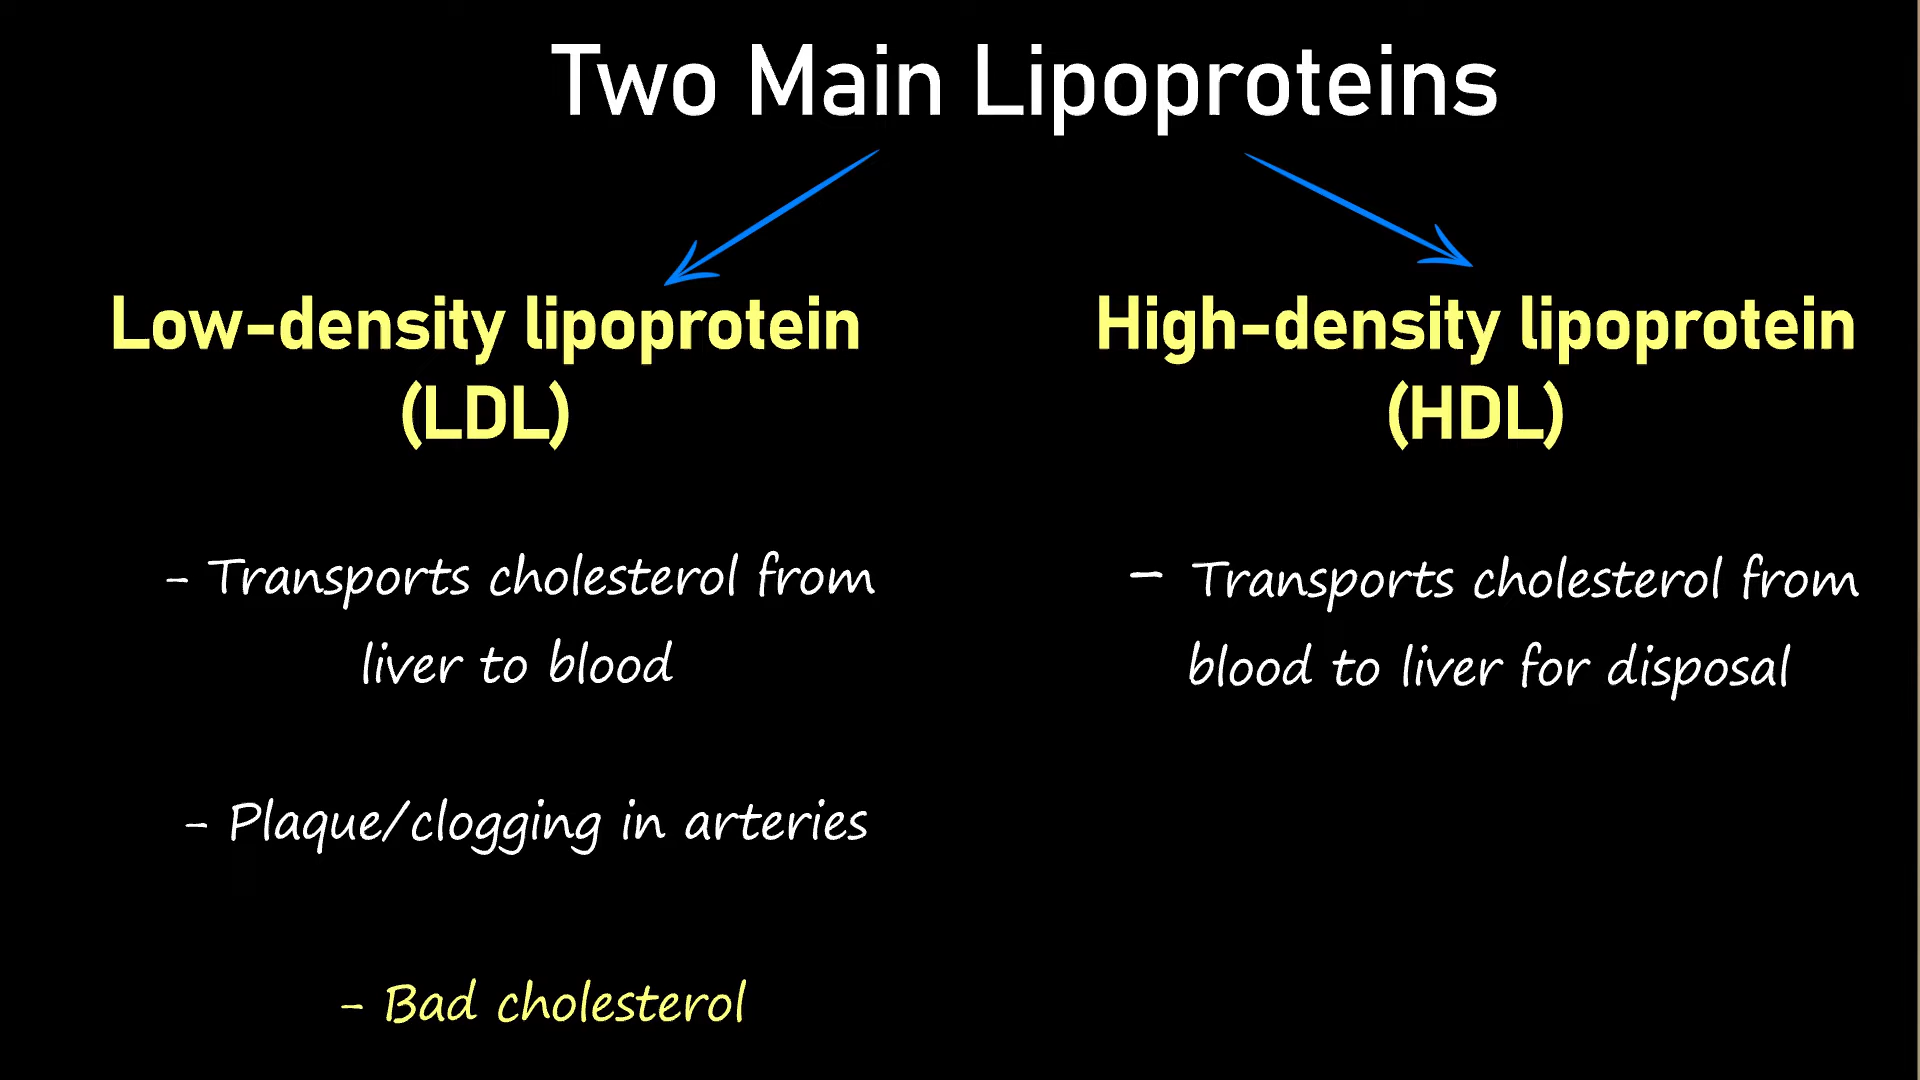 Two Main Lipoproteins
Low-density lipoprotein
(LDL)
- Transports cholesterol from
liver to blood
- Plaque/clogging in arteries
- Bad cholesterol
High-density lipoprotein
(HDL)
- Transports cholesterol from
blood to liver for disposal